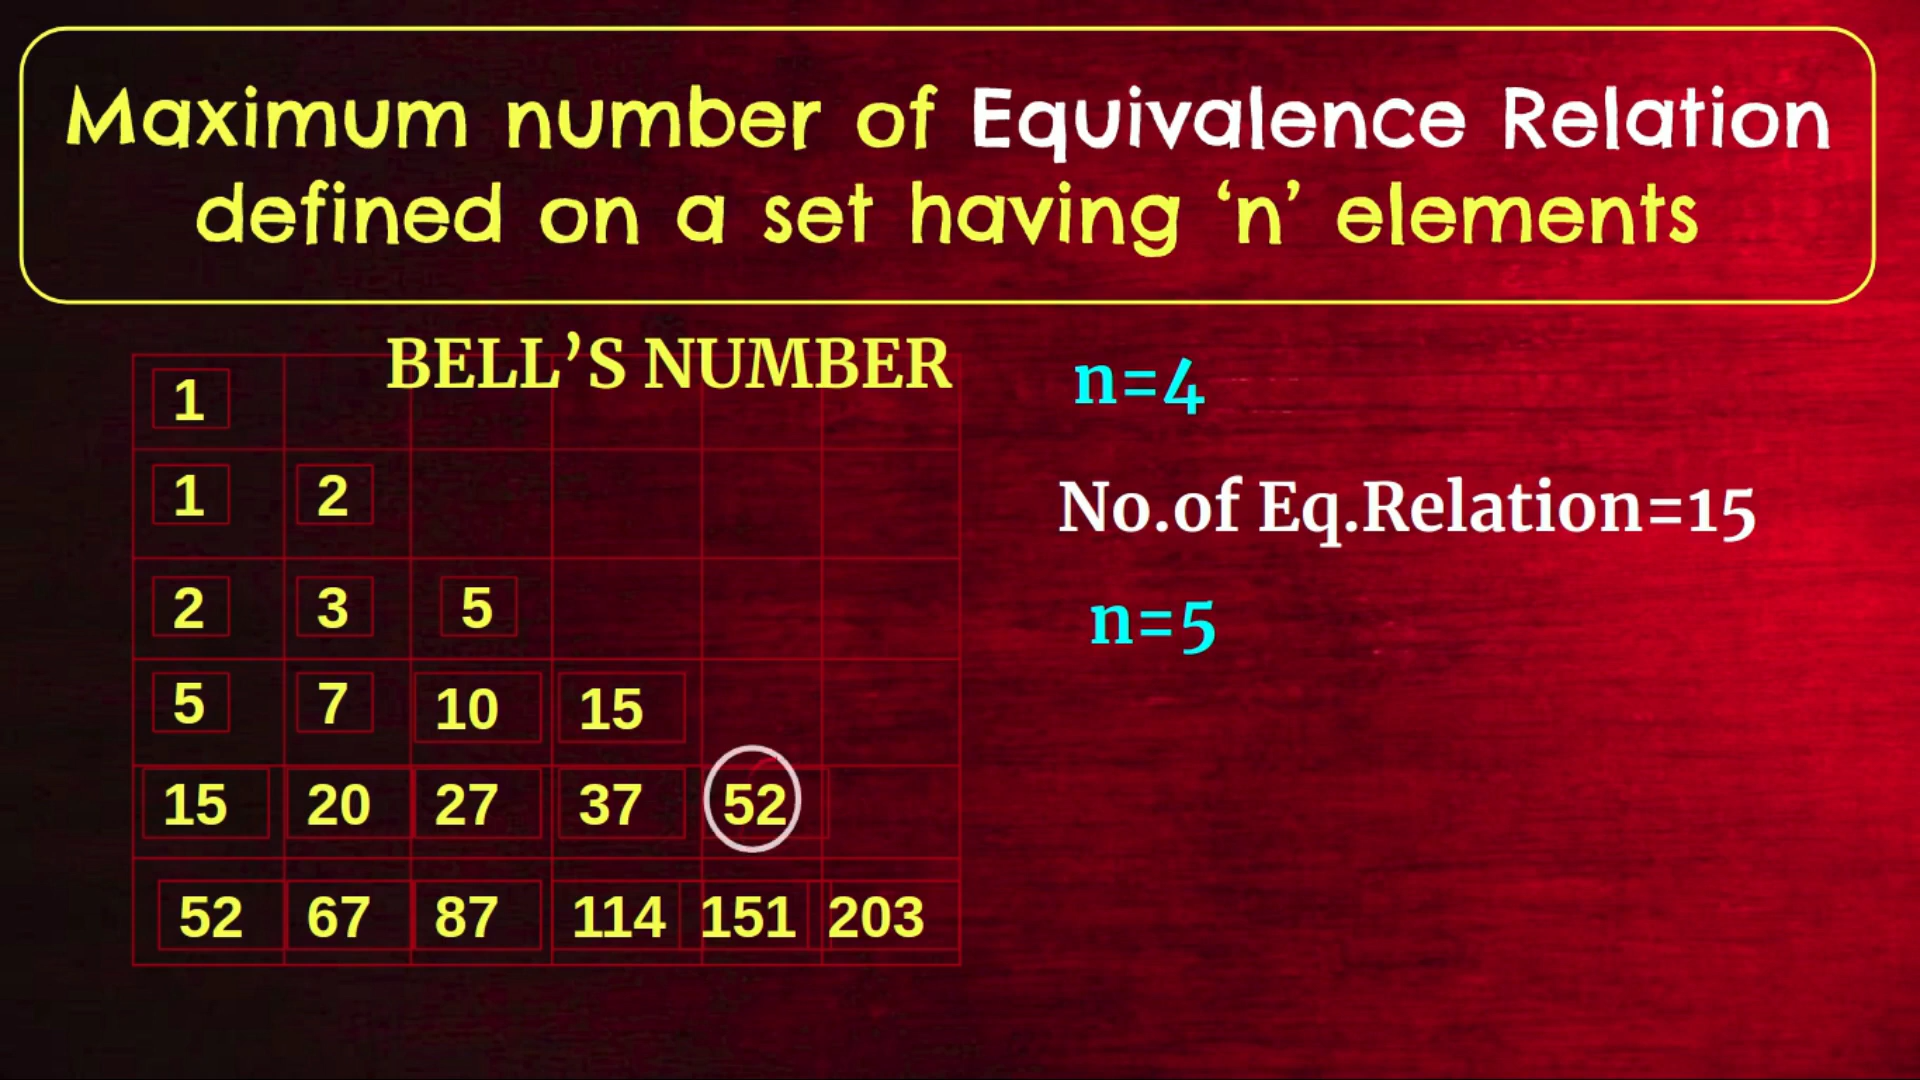 Maximum number of Equivalence Relation
defined on a set having ‘n’ elements
BELL’S NUMBER
1
1 2
2 3 5
5 7 10 15
15 20 27 37 52
52 67 87 114 151 203
n=4
No.of Eq.Relation=15
n=5